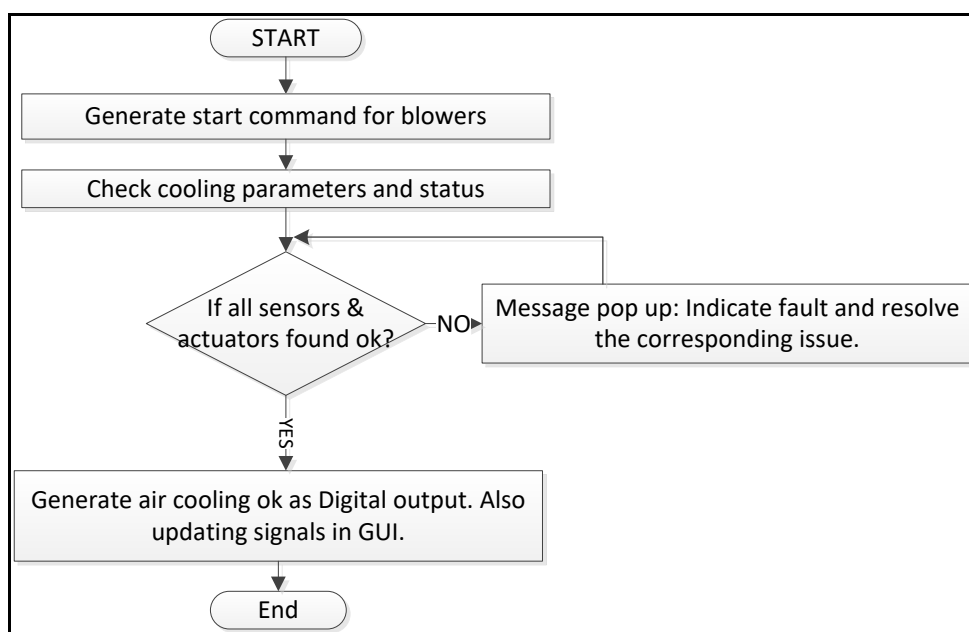 START
Generate start command for blowers
Check cooling parameters and status
If all sensors &
actuators found ok?
NO
Message pop up: Indicate fault and resolve
the corresponding issue.
YES
Generate air cooling ok as Digital output. Also
updating signals in GUI.
End